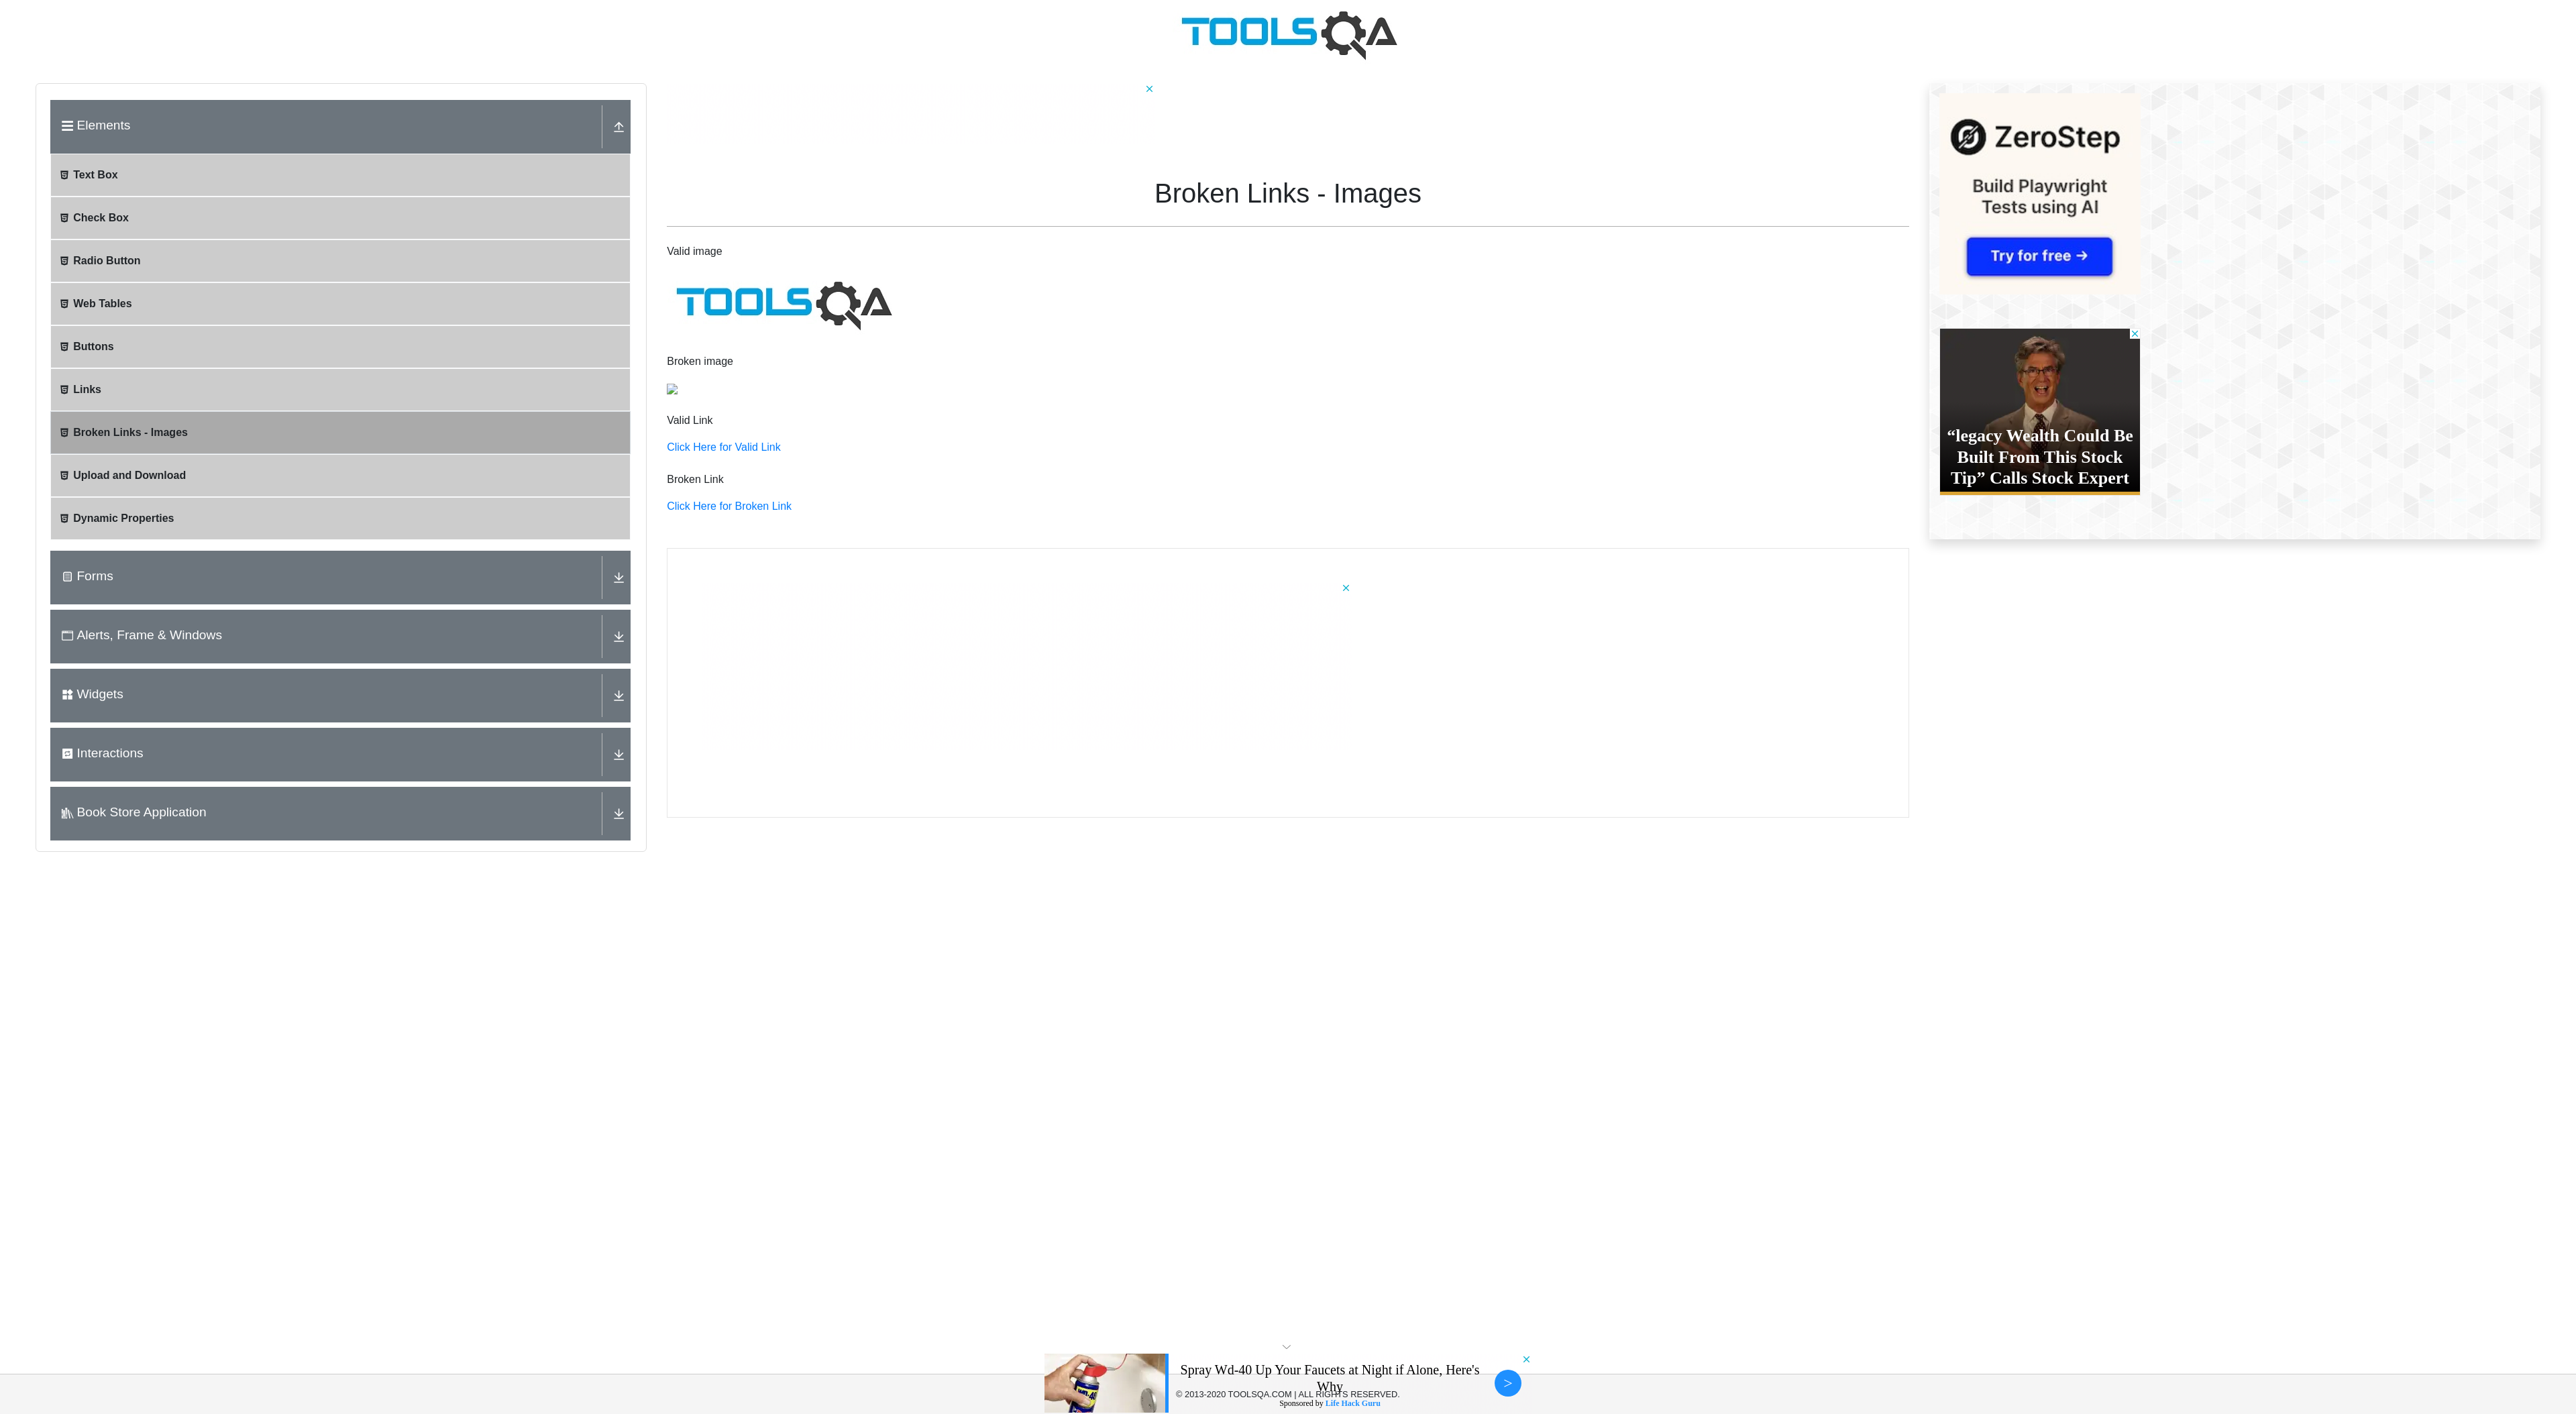 TOOLSQA
Elements
Text Box
Check Box
Radio Button
Web Tables
Buttons
Links
Broken Links - Images
Upload and Download
Dynamic Properties
Forms
Alerts, Frame & Windows
Widgets
Interactions
Book Store Application
Broken Links - Images
Valid image
TOOLSQA
Broken image
Valid Link
Click Here for Valid Link
Broken Link
Click Here for Broken Link
ZeroStep
Build Playwright
Tests using AI
Try for free →
“legacy Wealth Could Be
Built From This Stock
Tip” Calls Stock Expert
Spray Wd-40 Up Your Faucets at Night if Alone, Here's
Why
© 2013-2020 TOOLSQA.COM | ALL RIGHTS RESERVED.
Sponsored by Life Hack Guru